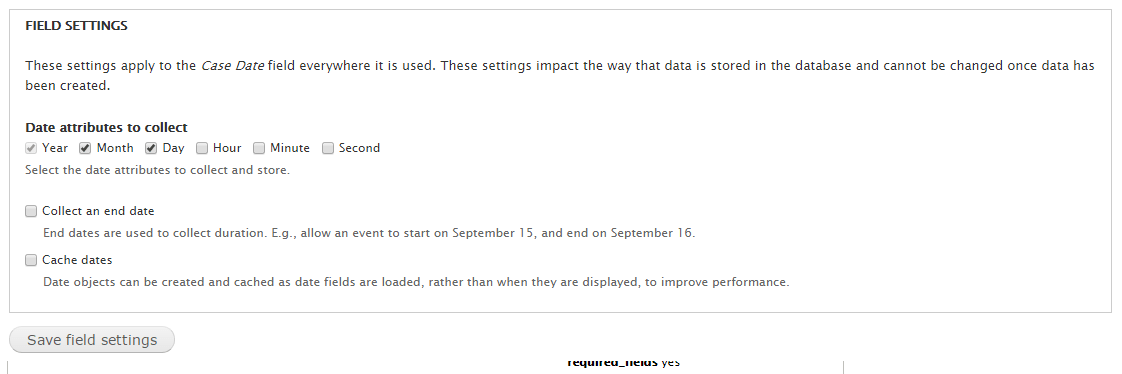 FIELD SETTINGS
These settings apply to the Case Date field everywhere it is used. These settings impact the way that data is stored in the database and cannot be changed once data has
been created.
Date attributes to collect
Year Month Day Hour Minute Second
Select the date attributes to collect and store.
Collect an end date
End dates are used to collect duration. E.g., allow an event to start on September 15, and end on September 16.
Cache dates
Date objects can be created and cached as date fields are loaded, rather than when they are displayed, to improve performance.
Save field settings
required_fields yes